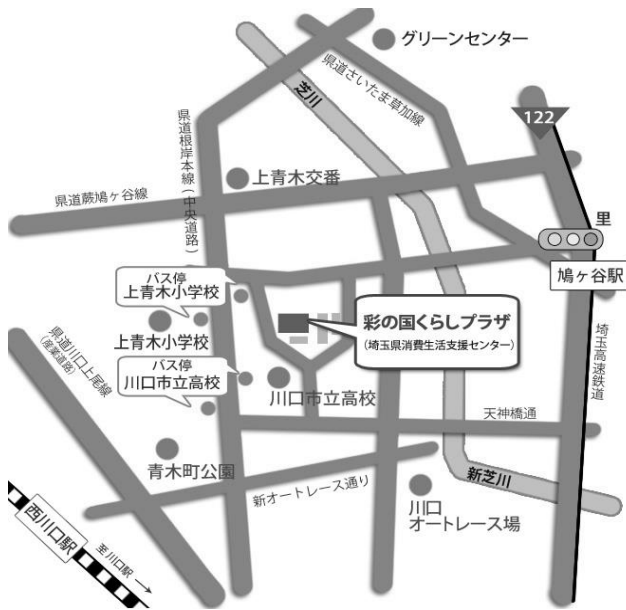 グリーンセンター
芝川
県道さいたま草加線
122
県道根岸本線(中央道路)
上青木交番
県道蕨鳩ヶ谷線
里
鳩ヶ谷駅
バス停
上青木小学校
上青木小学校
彩の国くらしプラザ
(埼玉県消費生活支援センター)
埼玉高速鉄道
県道川口上尾線
(産業道路)
バス停
川口市立高校
川口市立高校
天神橋通
青木町公園
新オートレース通り
新芝川
川口
オートレース場
西川口駅
至川口駅